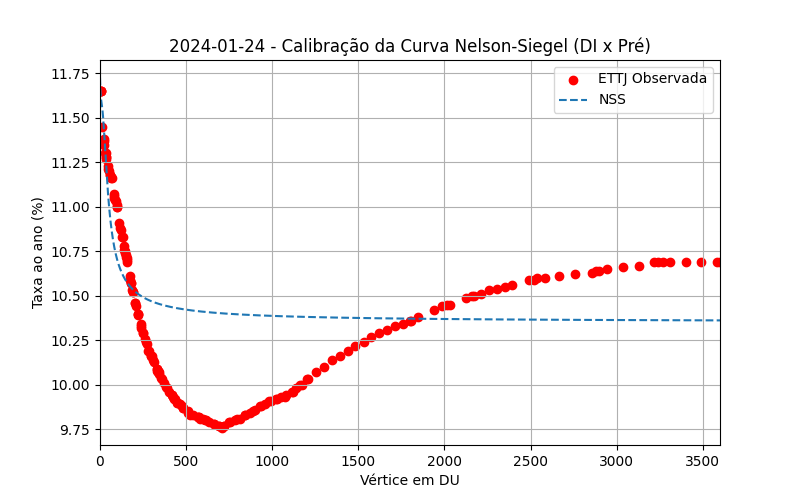 2024-01-24 - Calibração da Curva Nelson-Siegel (DI x Pré)
ETTJ Observada
NSS
Taxa ao ano (%)
11.75
11.50
11.25
11.00
10.75
10.50
10.25
10.00
9.75
0 500 1000 1500 2000 2500 3000 3500
Vértice em DU